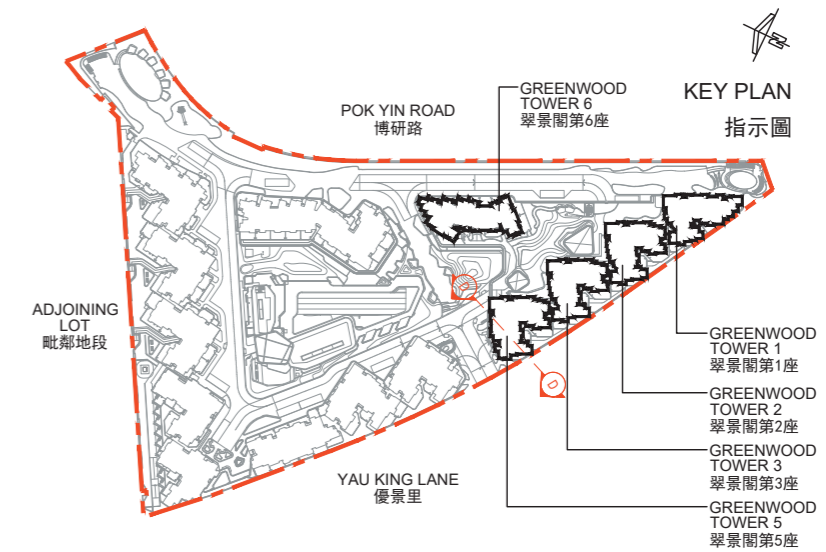 GREENWOOD
TOWER 6
翠景閣第6座
KEY PLAN
指示圖
POK YIN ROAD
博研路
ADJOINING
LOT
毗鄰地段
GREENWOOD
TOWER 1
翠景閣第1座
GREENWOOD
TOWER 2
翠景閣第2座
GREENWOOD
TOWER 3
翠景閣第3座
GREENWOOD
TOWER 5
翠景閣第5座
YAU KING LANE
優景里
D
D
N